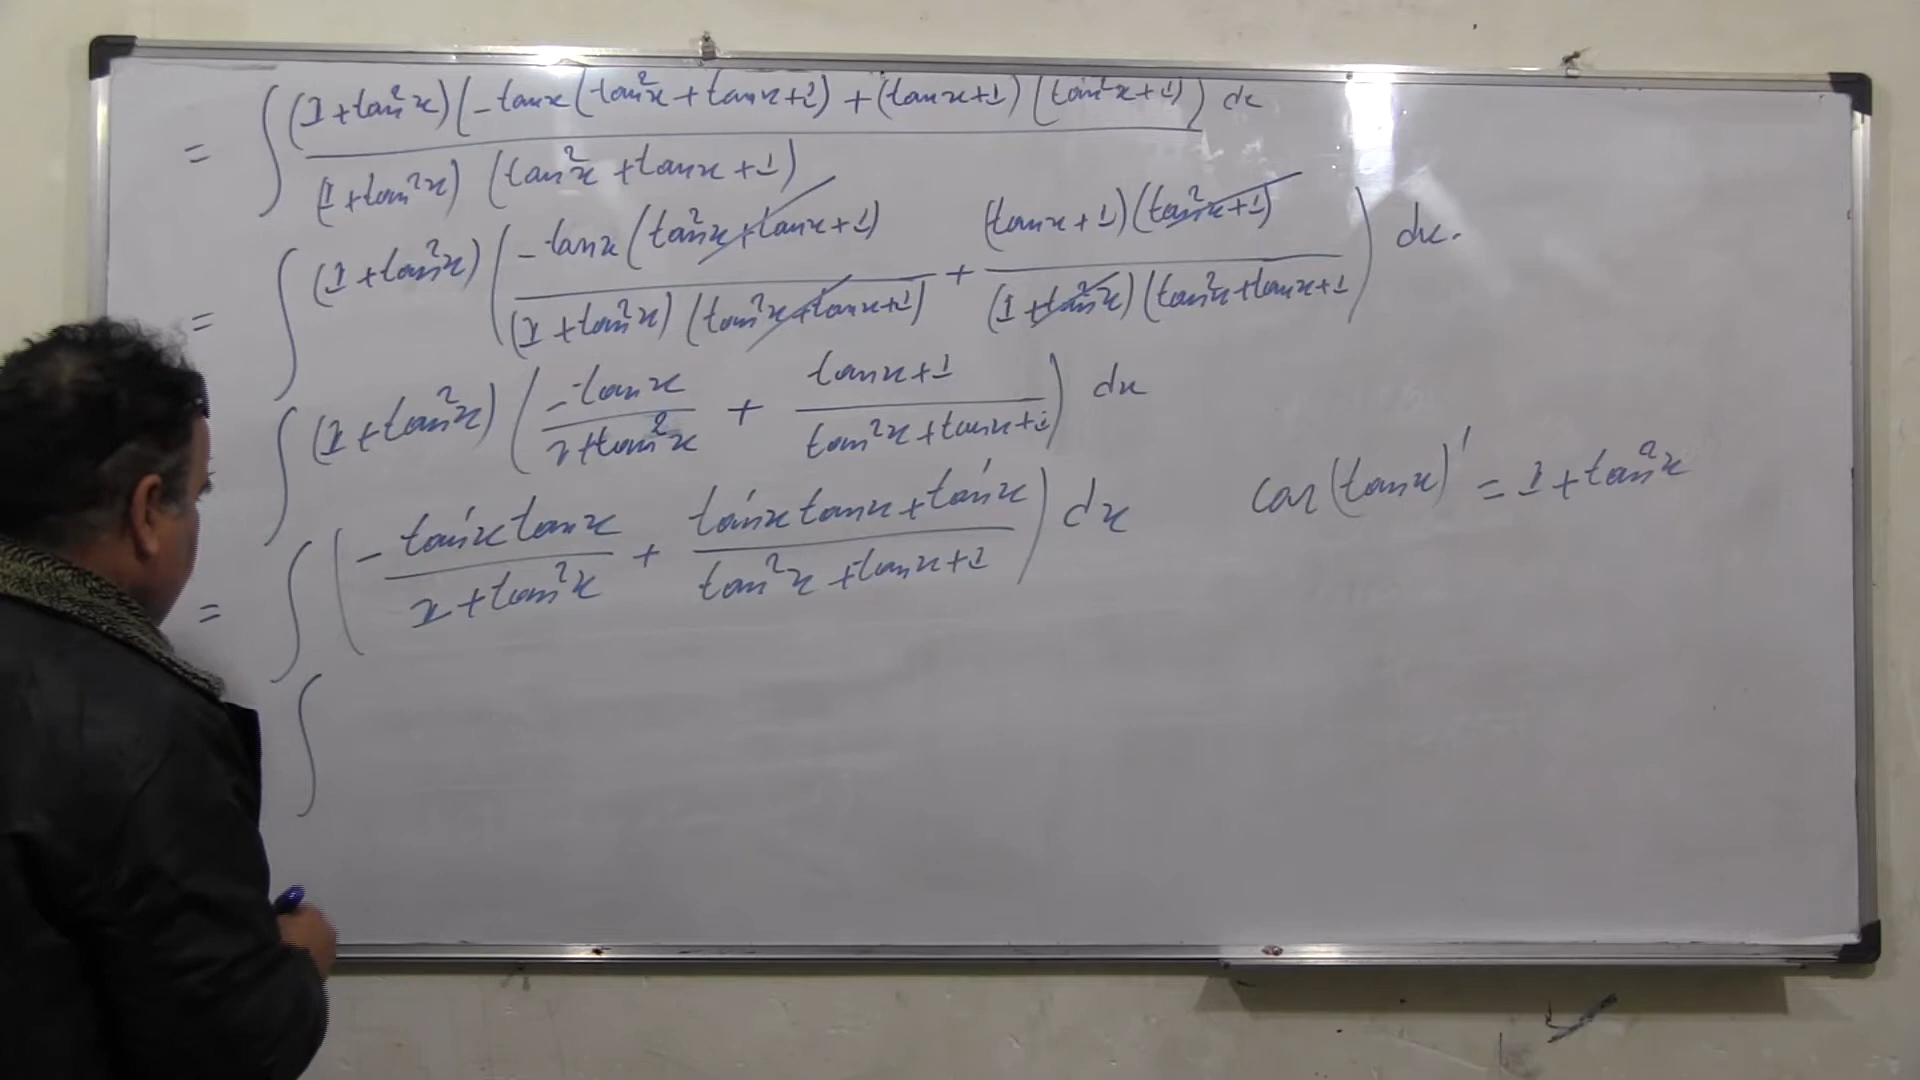 = ∫ (1+tan²x)(-tanx(tan²x+tanx+1)+(tanx+1)(tan²x+1)) / (1+tan²x)(tan²x+tanx+1) dx
= ∫ (1+tan²x) ( -tanx(tan²x+tanx+1) / (1+tan²x)(tan²x+tanx+1) + (tanx+1)(tan²x+1) / (1+tan²x)(tan²x+tanx+1) ) dx.
∫ (1+tan²x) ( -tanx / 1+tan²x + tanx+1 / tan²x+tanx+1 ) dx
= ∫ ( - tan'x tanx / 1+tan²x + tan'x tanx+tan'x / tan²x+tanx+1 ) dx car (tanx)' = 1+tan²x
∫